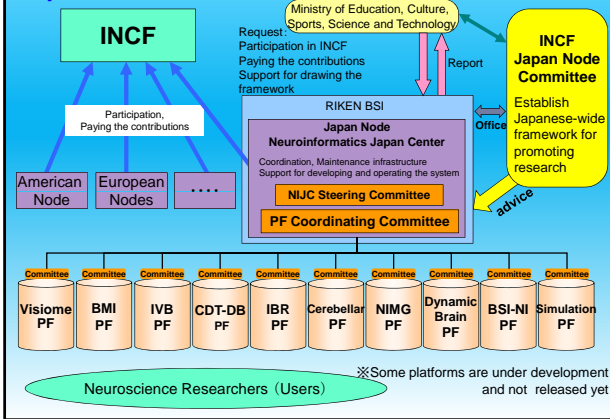 INCF
Ministry of Education, Culture,
Sports, Science and Technology
Request:
Participation in INCF
Paying the contributions
Support for drawing the
framework
Report
INCF
Japan Node
Committee
Establish
Japanese-wide
framework for
promoting
research
Participation,
Paying the contributions
RIKEN BSI
Office
Japan Node
Neuroinformatics Japan Center
Coordination, Maintenance infrastructure
Support for developing and operating the system
NIJC Steering Committee
PF Coordinating Committee
advice
American
Node
European
Nodes
····
Committee
Visiome
PF
Committee
BMI
PF
Committee
IVB
PF
Committee
CDT-DB
PF
Committee
IBR
PF
Committee
Cerebellar
PF
Committee
NIMG
PF
Committee
Dynamic
Brain
PF
Committee
BSI-NI
PF
Committee
Simulation
PF
Neuroscience Researchers（Users）
※Some platforms are under development
and not released yet